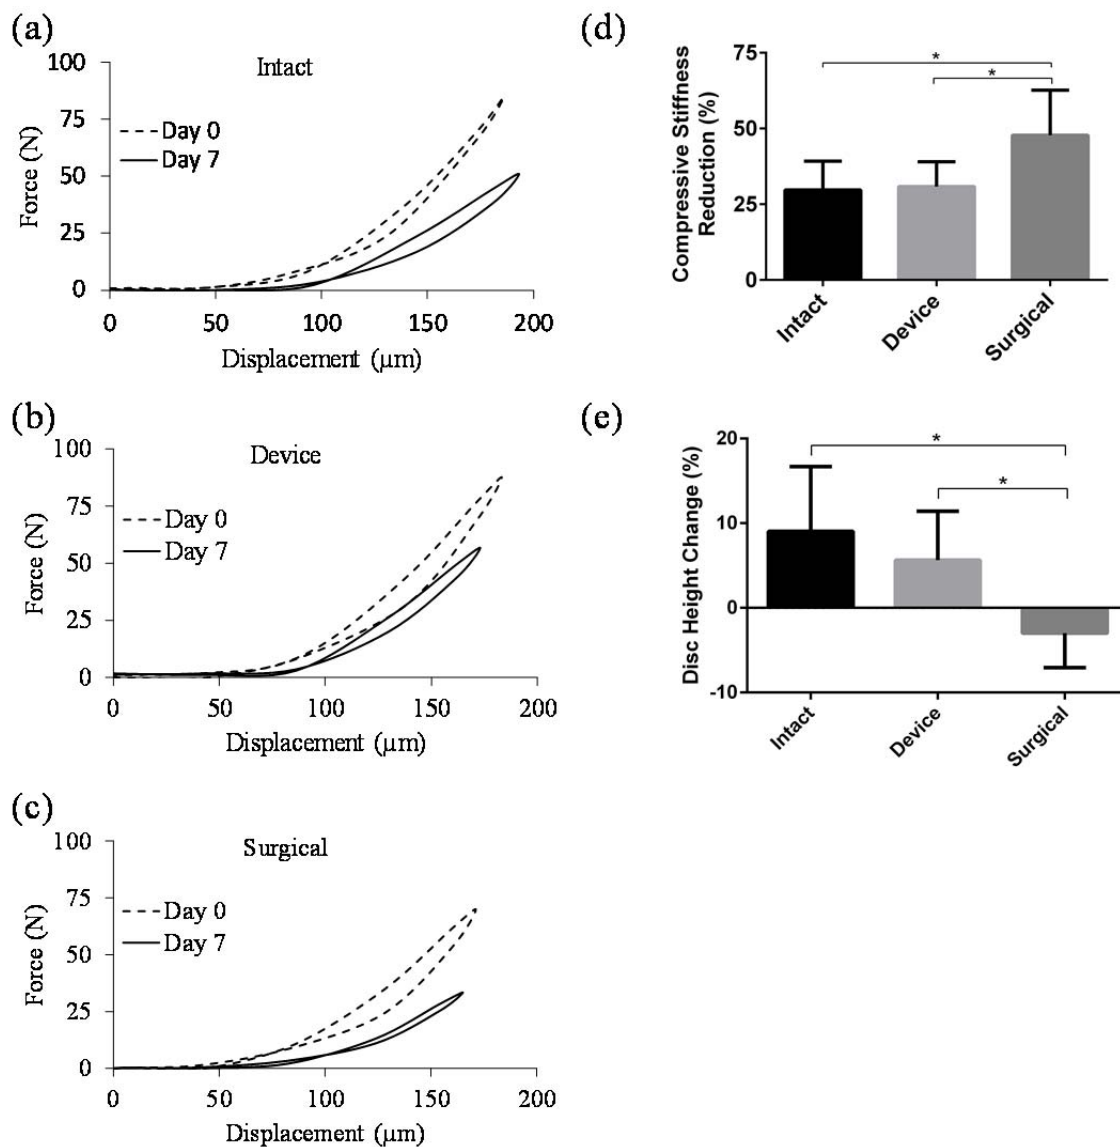 (a)
Intact
100
75
50
25
0
Force (N)
Day 0
Day 7
0 50 100 150 200
Displacement (µm)
(b)
Device
100
75
50
25
0
Force (N)
Day 0
Day 7
0 50 100 150 200
Displacement (µm)
(c)
Surgical
100
75
50
25
0
Force (N)
Day 0
Day 7
0 50 100 150 200
Displacement (µm)
(d)
Compressive Stiffness
Reduction (%)
75
50
25
0
*
*
Intact Device Surgical
(e)
Disc Height Change (%)
20
10
0
-10
*
*
Intact Device Surgical